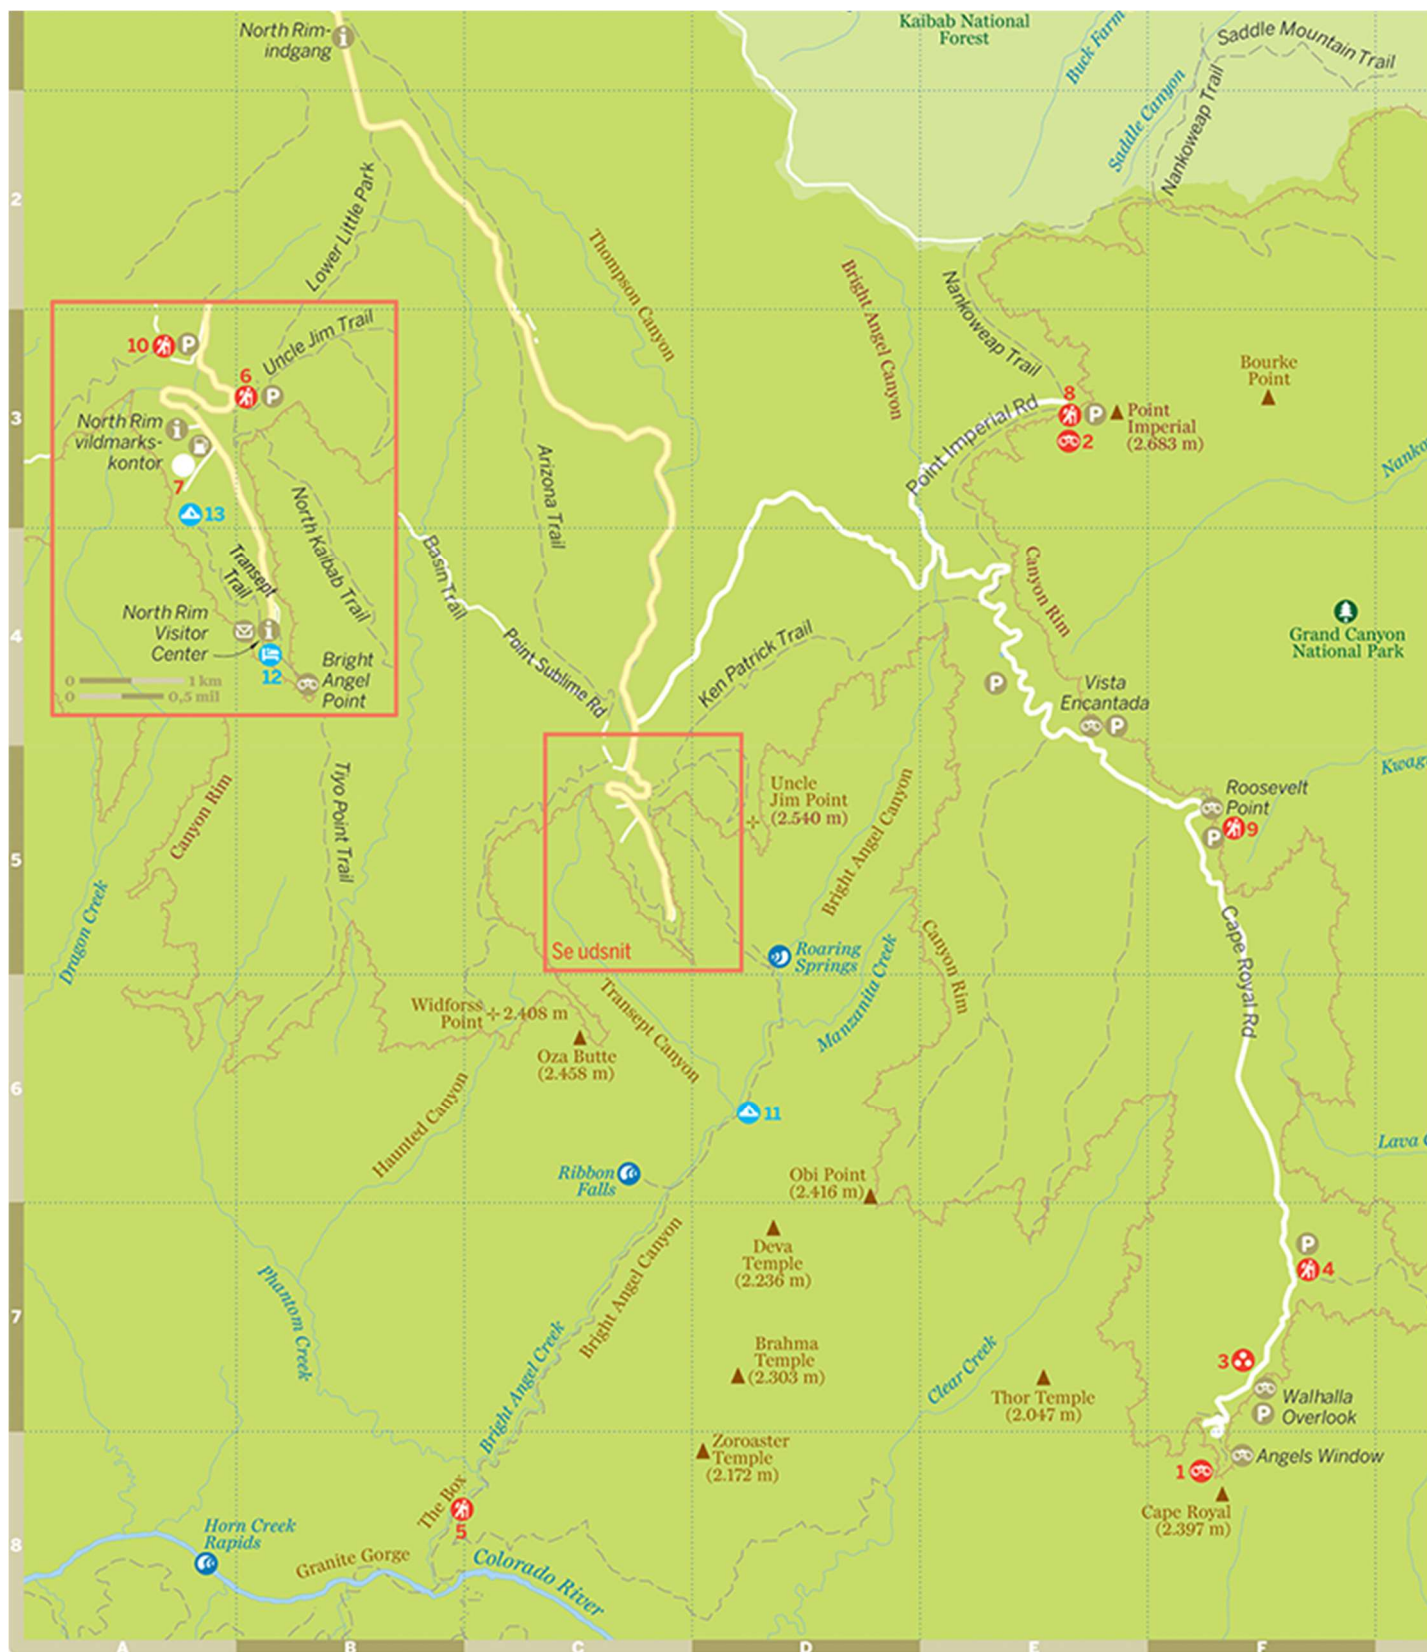 North Rim-
indgang
Kaibab National
Forest
Buck Farm
Saddle Canyon
Saddle Mountain Trail
Nankoweap Trail
2
Lower Little Park
Thompson Canyon
Bright Angel Canyon
Nankoweap Trail
10
P
Uncle Jim Trail
6
P
North Rim
vildmarks-
kontor
7
13
North Kaibab Trail
Transept
Trail
North Rim
Visitor
Center
12
Bright
Angel
Point
0 1 km
0 0,5 mil
3
Arizona Trail
Point Imperial Rd
8
P
2
Point
Imperial
(2.683 m)
Bourke
Point
Basin Trail
Point Sublime Rd
Ken Patrick Trail
Canyon Rim
4
Grand Canyon
National Park
P
Vista
Encantada
P
Tiyo Point Trail
Canyon Rim
Dragon Creek
Uncle
Jim Point
(2.540 m)
Bright Angel Canyon
Roosevelt
Point
P
9
5
Se udsnit
Roaring
Springs
Manzanita Creek
Canyon Rim
Cape Royal Rd
Widforss
Point
2.408 m
Oza Butte
(2.458 m)
Transept Canyon
6
Haunted Canyon
11
Ribbon
Falls
Obi Point
(2.416 m)
Lava
Bright Angel Canyon
Deva
Temple
(2.236 m)
P
4
Phantom Creek
7
Bright Angel Creek
Brahma
Temple
(2.303 m)
Clear Creek
Thor Temple
(2.047 m)
3
Walhalla
Overlook
P
Zoroaster
Temple
(2.172 m)
1
Angels Window
Cape Royal
(2.397 m)
The Box
5
8
Horn Creek
Rapids
Granite Gorge
Colorado River
A B C D E F